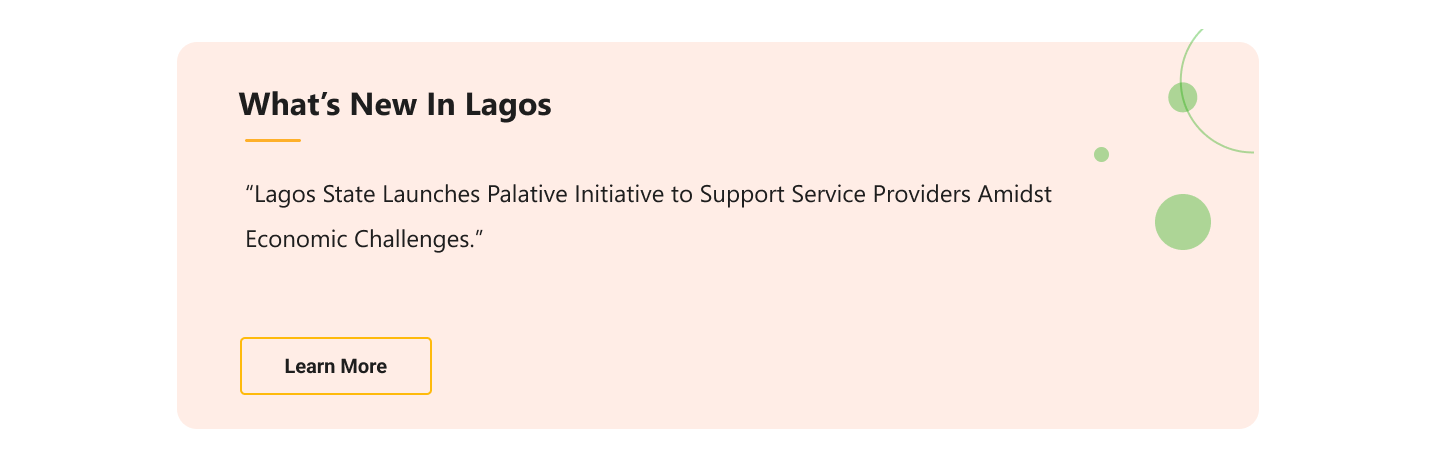 What’s New In Lagos
“Lagos State Launches Palative Initiative to Support Service Providers Amidst
Economic Challenges.”
Learn More